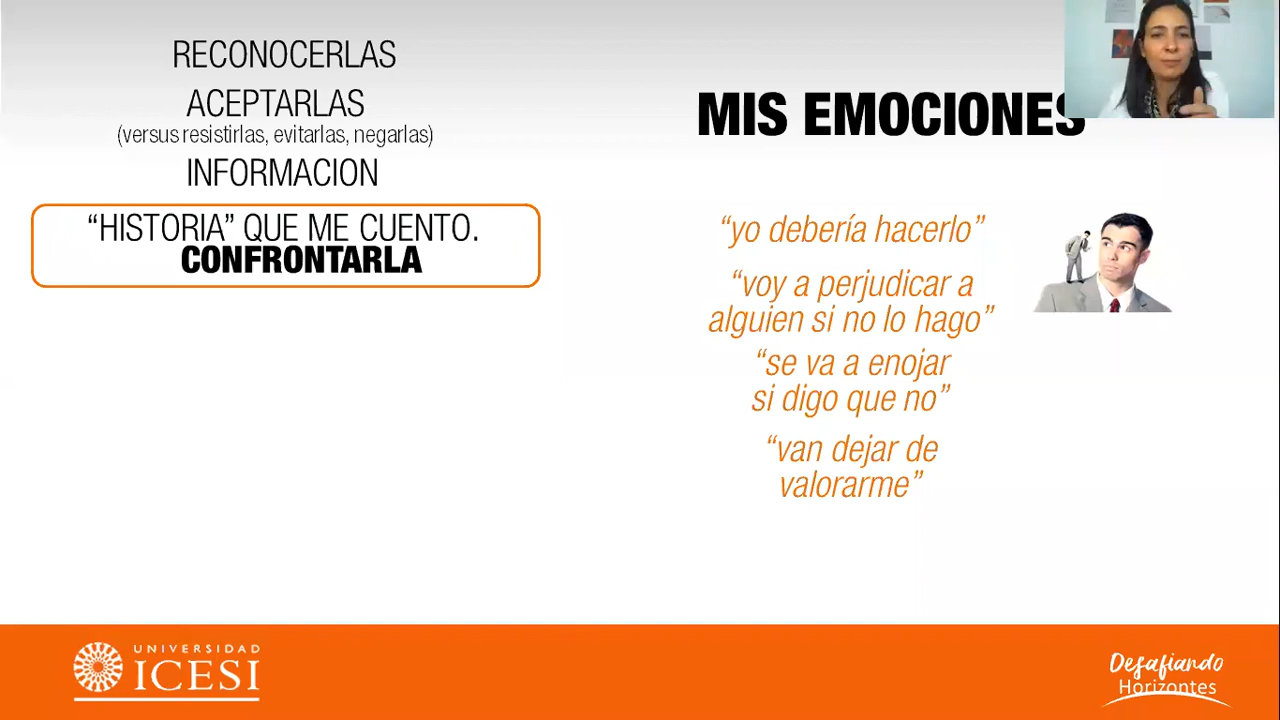 RECONOCERLAS
ACEPTARLAS
(versus resistirlas, evitarlas, negarlas)
INFORMACION
“HISTORIA” QUE ME CUENTO.
CONFRONTARLA
MIS EMOCIONES
“yo debería hacerlo”
“voy a perjudicar a
alguien si no lo hago”
“se va a enojar
si digo que no”
“van dejar de
valorarme”
UNIVERSIDAD
ICESI
Desafiando
Horizontes